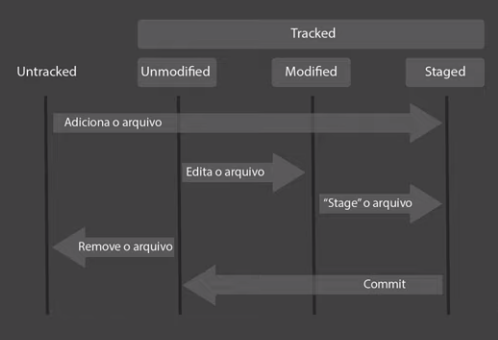 Tracked
Untracked
Unmodified
Modified
Staged
Adiciona o arquivo
Edita o arquivo
"Stage" o arquivo
Remove o arquivo
Commit